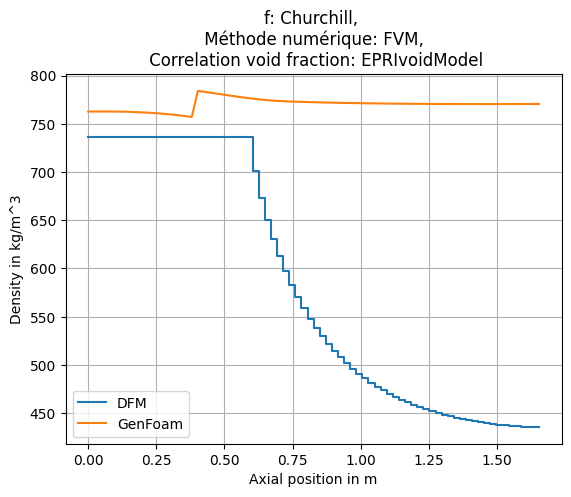 f: Churchill,
Méthode numérique: FVM,
Correlation void fraction: EPRIvoidModel
800
750
700
650
600
550
500
450
Density in kg/m^3
DFM
GenFoam
0.00 0.25 0.50 0.75 1.00 1.25 1.50
Axial position in m